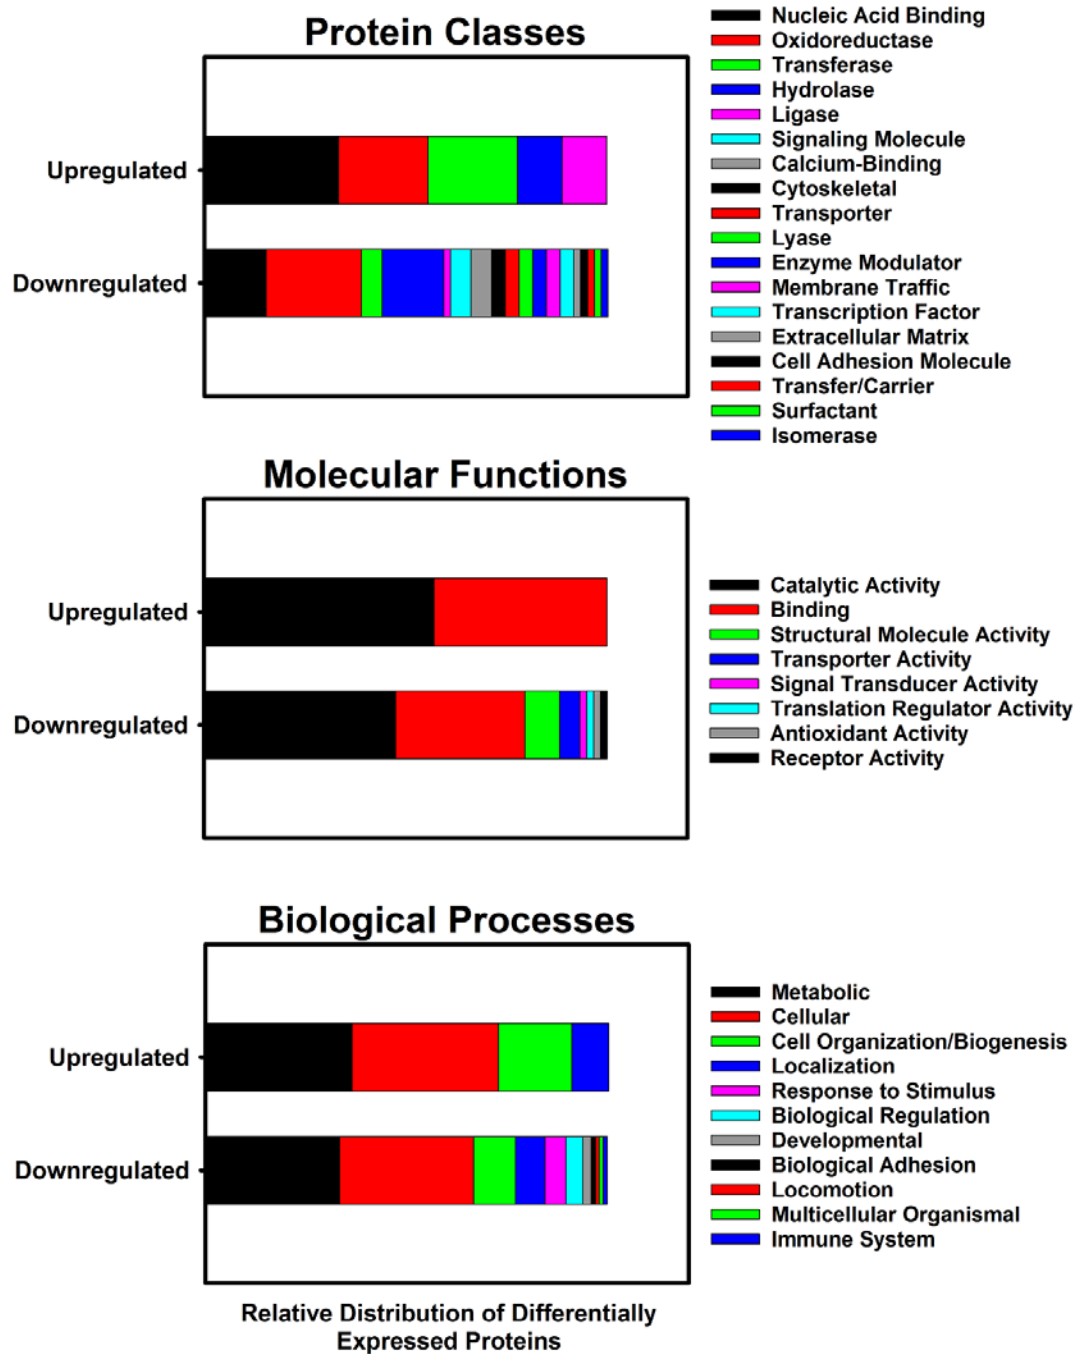 Protein Classes
Upregulated
Downregulated
Nucleic Acid Binding
Oxidoreductase
Transferase
Hydrolase
Ligase
Signaling Molecule
Calcium-Binding
Cytoskeletal
Transporter
Lyase
Enzyme Modulator
Membrane Traffic
Transcription Factor
Extracellular Matrix
Cell Adhesion Molecule
Transfer/Carrier
Surfactant
Isomerase
Molecular Functions
Upregulated
Downregulated
Catalytic Activity
Binding
Structural Molecule Activity
Transporter Activity
Signal Transducer Activity
Translation Regulator Activity
Antioxidant Activity
Receptor Activity
Biological Processes
Upregulated
Downregulated
Metabolic
Cellular
Cell Organization/Biogenesis
Localization
Response to Stimulus
Biological Regulation
Developmental
Biological Adhesion
Locomotion
Multicellular Organismal
Immune System
Relative Distribution of Differentially
Expressed Proteins